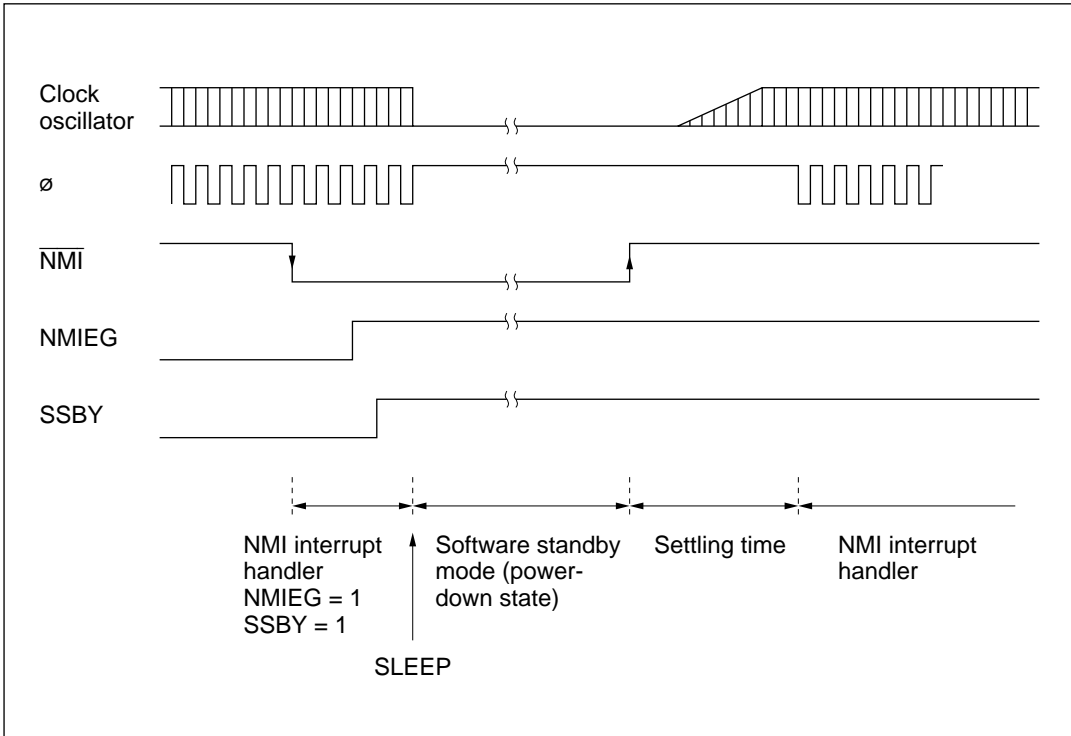 Clock
oscillator
ø
N̅M̅I̅
NMIEG
SSBY
NMI interrupt
handler
NMIEG = 1
SSBY = 1
SLEEP
Software standby
mode (power-
down state)
Settling time
NMI interrupt
handler